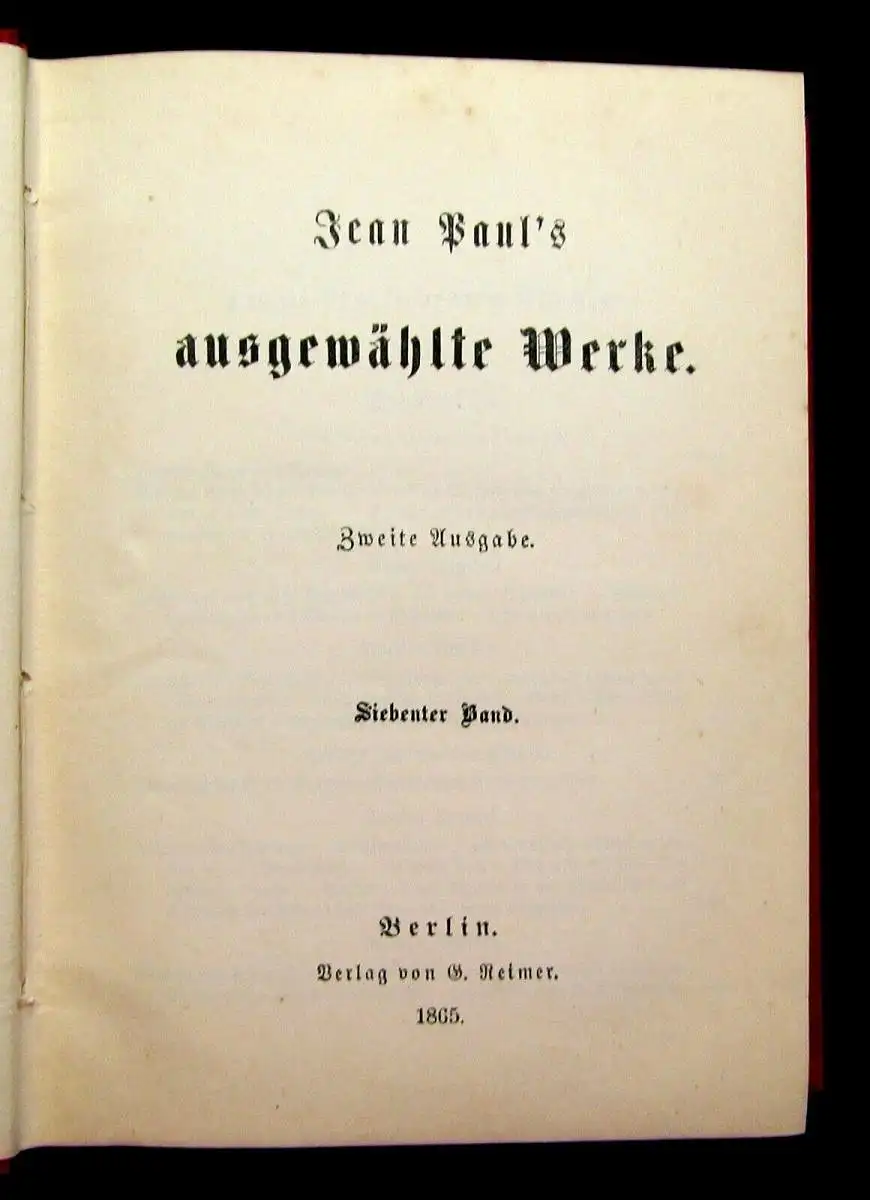 Jean Paul's
ausgewählte Werke.
Zweite Ausgabe.
Siebenter Band.
Berlin.
Verlag von G. Reimer.
1865.